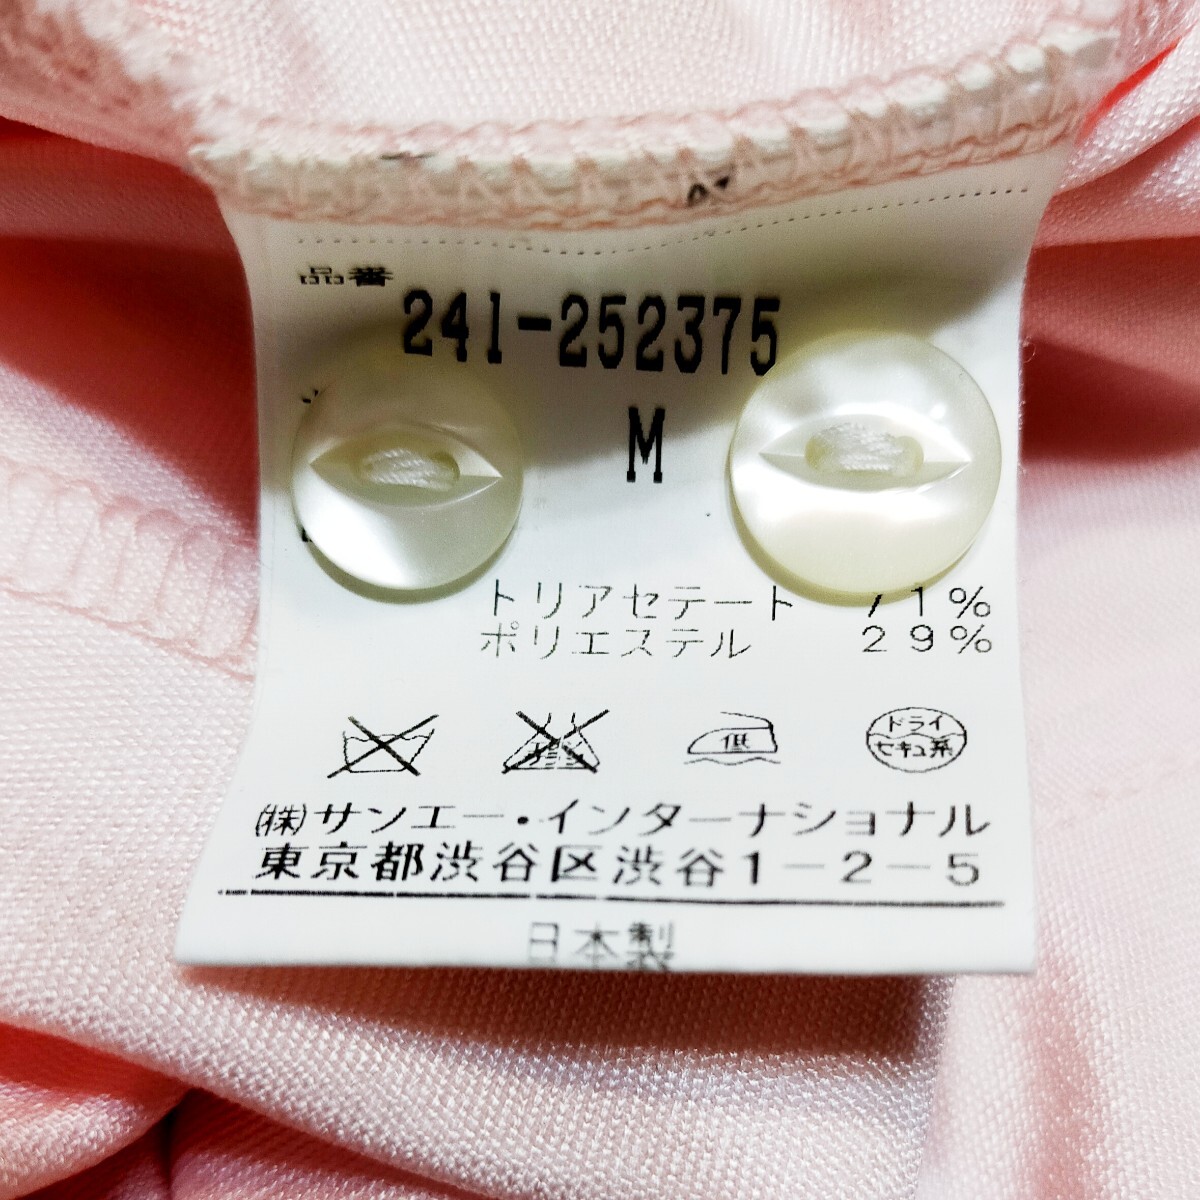 品番
241-252375
M
トリアセテート 71%
ポリエステル 29%
低
ドライ
セキュ系
(株)サンエー・インターナショナル
東京都渋谷区渋谷1-2-5
日本製